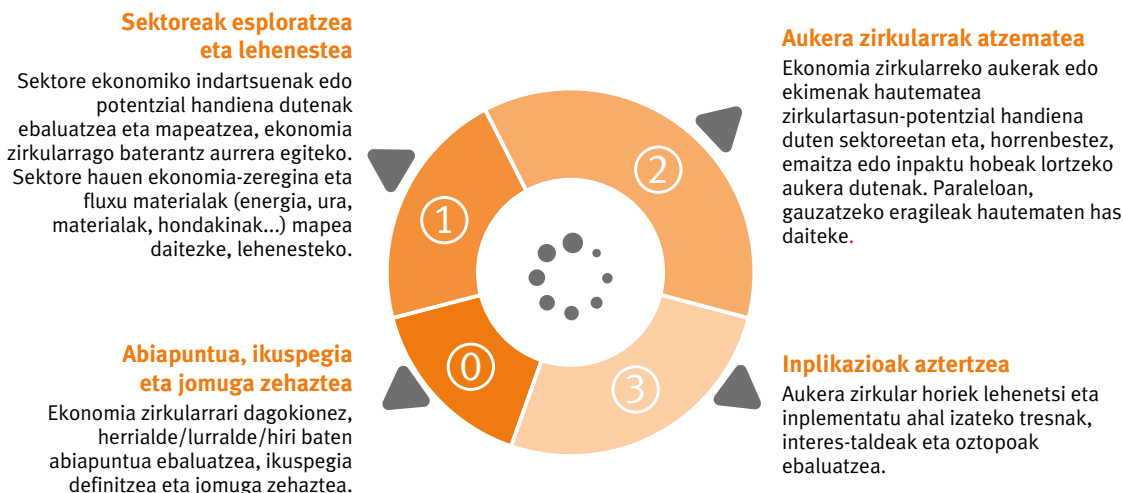 Sektoreak esploratzea
eta lehenestea
Sektore ekonomiko indartsuenak edo
potentzial handiena dutenak
ebaluatzea eta mapeatzea, ekonomia
zirkularrago baterantz aurrera egiteko.
Sektore hauen ekonomia-zeregina eta
fluxu materialak (energia, ura,
materialak, hondakinak...) mapea
daitezke, lehenesteko.
Abiapuntua, ikuspegia
eta jomuga zehaztea
Ekonomia zirkularrari dagokionez,
herrialde/lurralde/hiri baten
abiapuntua ebaluatzea, ikuspegia
definitzea eta jomuga zehaztea.
1
2
0
3
Aukera zirkularrak atzematea
Ekonomia zirkularreko aukerak edo
ekimenak hautematea
zirkulartasun-potentzial handiena
duten sektoreetan eta, horrenbestez,
emaitza edo inpaktu hobeak lortzeko
aukera dutenak. Paraleloan,
gauzatzeko eragileak hautematen has
daiteke.
Inplikazioak aztertzea
Aukera zirkular horiek lehenetsi eta
inplementatu ahal izateko tresnak,
interes-taldeak eta oztopoak
ebaluatzea.